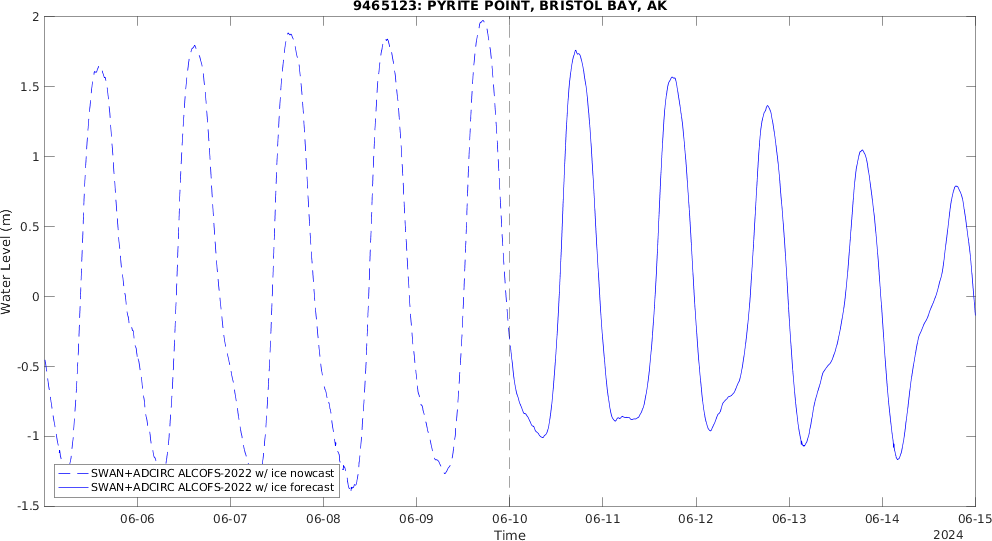 9465123: PYRITE POINT, BRISTOL BAY, AK
Water Level (m)
2
1.5
1
0.5
0
-0.5
-1
-1.5
SWAN+ADCIRC ALCOFS-2022 w/ ice nowcast
SWAN+ADCIRC ALCOFS-2022 w/ ice forecast
06-06 06-07 06-08 06-09 06-10 06-11 06-12 06-13 06-14 06-15
Time
2024